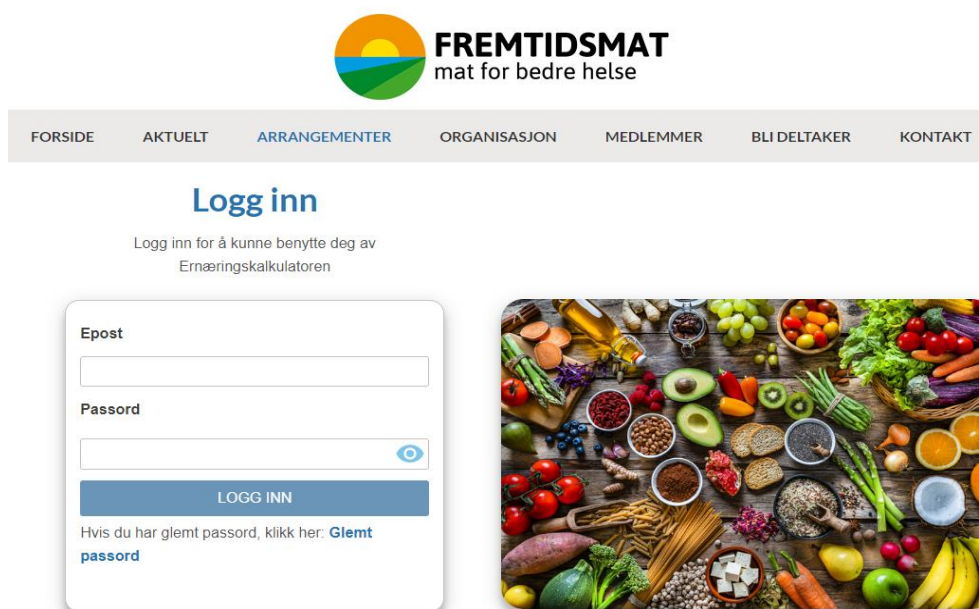 FREMTIDSMAT
mat for bedre helse
FORSIDE AKTUELT ARRANGEMENTER ORGANISASJON MEDLEMMER BLI DELTAKER KONTAKT
Logg inn
Logg inn for å kunne benytte deg av
Ernæringskalkulatoren
Epost
Passord
LOGG INN
Hvis du har glemt passord, klikk her: Glemt
passord